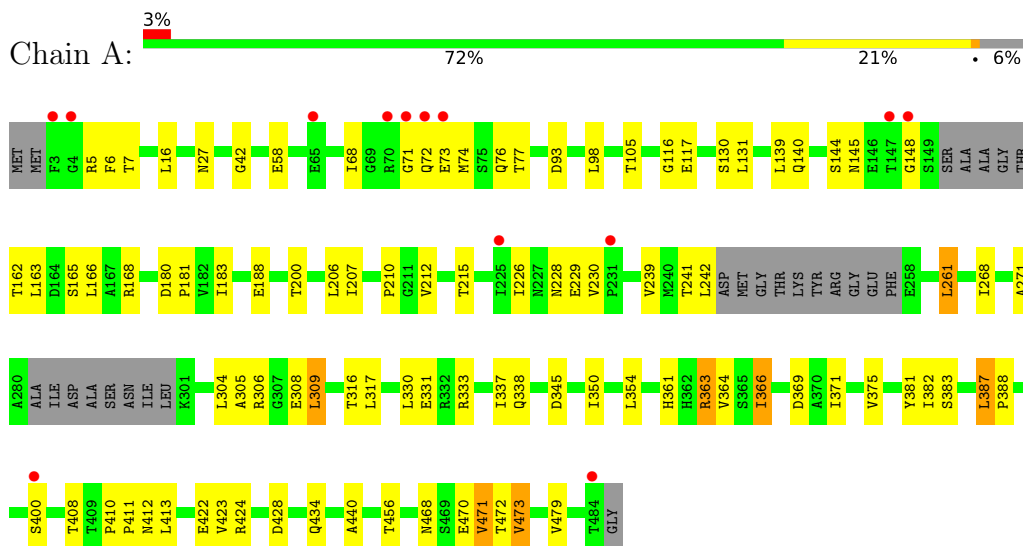 3%
Chain A:
72% 21% • 6%
MET MET F3 G4 R5 F6 T7 L16 N27 G42 E58 E65 I68 G69 R70 G71 Q72 E73 M74 S75 Q76 T77 D93 L98 T105 G116 E117 S130 L131 L139 Q140 S144 N145 E146 T147 G148 S149 SER ALA ALA GLY THR
T162 L163 D164 S165 L166 A167 R168 D180 P181 V182 I183 E188 T200 L206 I207 P210 G211 V212 T215 I225 I226 N227 N228 E229 V230 P231 V239 M240 T241 L242 ASP MET GLY THR LYS TYR ARG GLY GLU PHE E258 L261 I268 A271
A280 ALA ILE ASP ALA SER ASN ILE LEU K301 L304 A305 R306 G307 E308 L309 T316 L317 L330 E331 R332 R333 I337 Q338 D345 I350 L354 H361 H362 R363 V364 S365 I366 D369 A370 I371 V375 Y381 I382 S383 L387 P388
S400 T408 T409 P410 P411 N412 L413 E422 V423 R424 D428 Q434 A440 T456 N468 S469 E470 V471 T472 V473 V479 T484 GLY